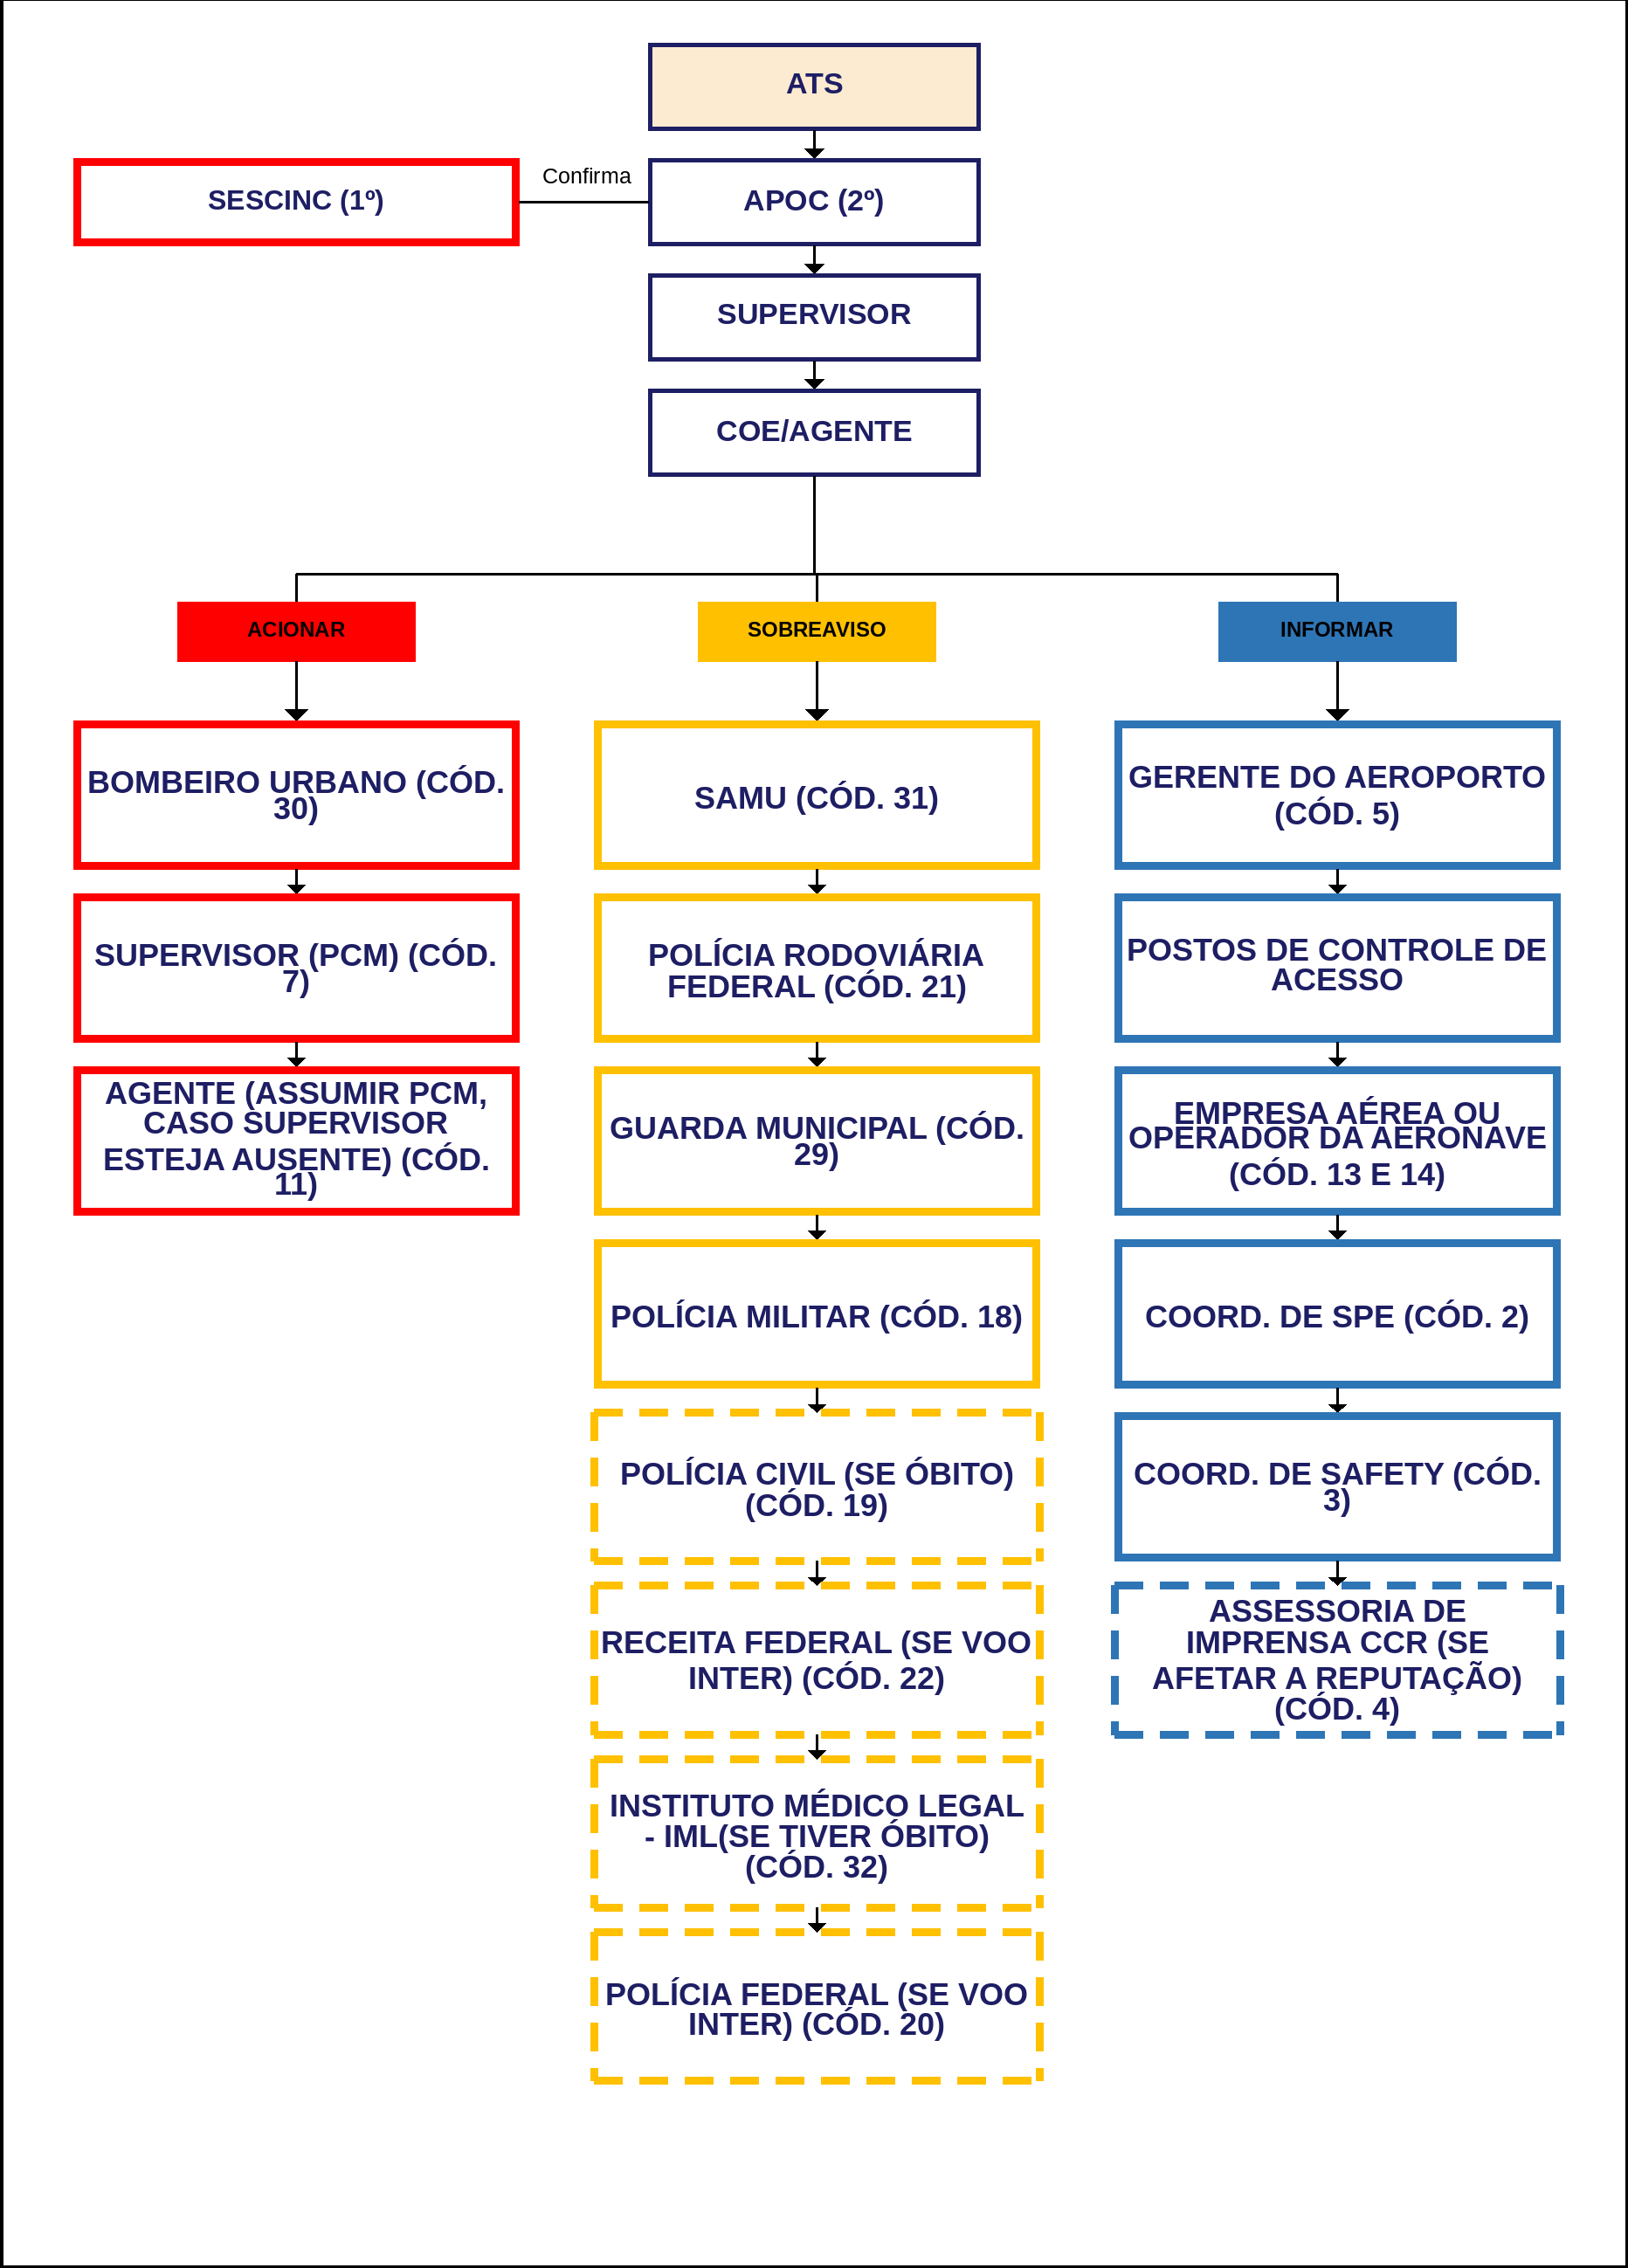 ATS
SESCINC (1º)
Confirma
APOC (2º)
SUPERVISOR
COE/AGENTE
ACIONAR
SOBREAVISO
INFORMAR
BOMBEIRO URBANO (CÓD.
30)
SUPERVISOR (PCM) (CÓD.
7)
AGENTE (ASSUMIR PCM,
CASO SUPERVISOR
ESTEJA AUSENTE) (CÓD.
11)
SAMU (CÓD. 31)
POLÍCIA RODOVIÁRIA
FEDERAL (CÓD. 21)
GUARDA MUNICIPAL (CÓD.
29)
POLÍCIA MILITAR (CÓD. 18)
POLÍCIA CIVIL (SE ÓBITO)
(CÓD. 19)
RECEITA FEDERAL (SE VOO
INTER) (CÓD. 22)
INSTITUTO MÉDICO LEGAL
- IML(SE TIVER ÓBITO)
(CÓD. 32)
POLÍCIA FEDERAL (SE VOO
INTER) (CÓD. 20)
GERENTE DO AEROPORTO
(CÓD. 5)
POSTOS DE CONTROLE DE
ACESSO
EMPRESA AÉREA OU
OPERADOR DA AERONAVE
(CÓD. 13 E 14)
COORD. DE SPE (CÓD. 2)
COORD. DE SAFETY (CÓD.
3)
ASSESSORIA DE
IMPRENSA CCR (SE
AFETAR A REPUTAÇÃO)
(CÓD. 4)